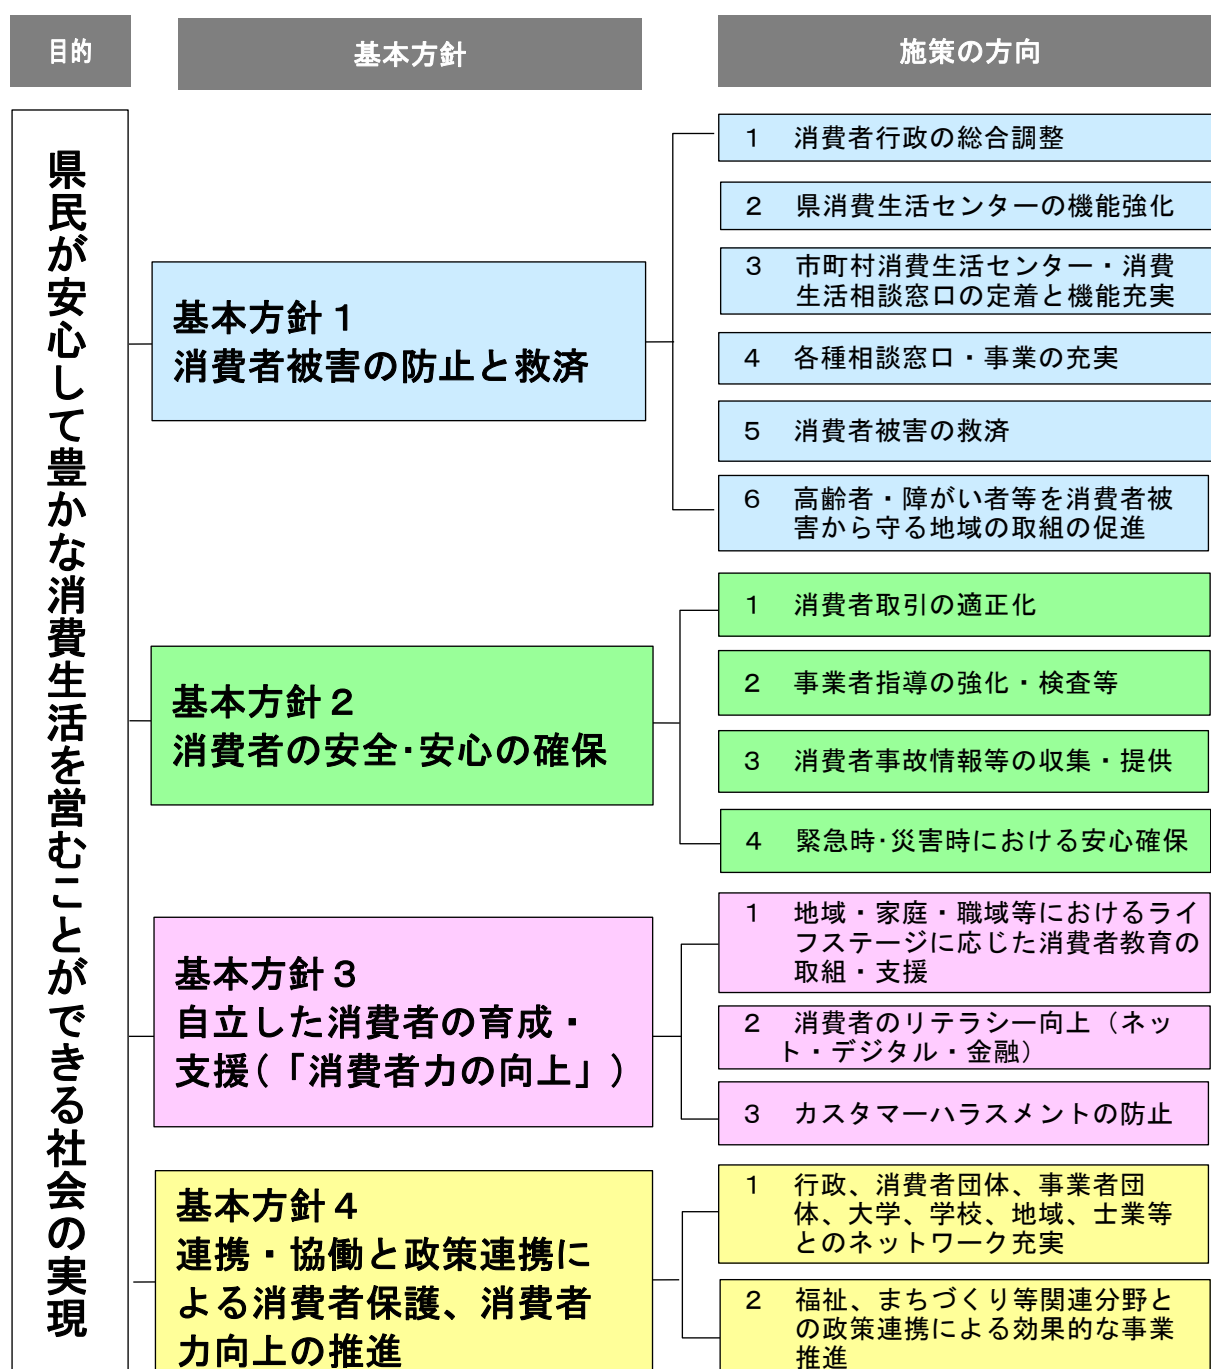 目的
基本方針
施策の方向
県民が安心して豊かな消費生活を営むことができる社会の実現
基本方針１
消費者被害の防止と救済
１　消費者行政の総合調整
２　県消費生活センターの機能強化
３　市町村消費生活センター・消費
生活相談窓口の定着と機能充実
４　各種相談窓口・事業の充実
５　消費者被害の救済
６　高齢者・障がい者等を消費者被
害から守る地域の取組の促進
基本方針２
消費者の安全･安心の確保
１　消費者取引の適正化
２　事業者指導の強化・検査等
３　消費者事故情報等の収集・提供
４　緊急時･災害時における安心確保
基本方針３
自立した消費者の育成・
支援(「消費者力の向上」)
１　地域・家庭・職域等におけるライ
フステージに応じた消費者教育の
取組・支援
２　消費者のリテラシー向上（ネッ
ト・デジタル・金融）
３　カスタマーハラスメントの防止
基本方針４
連携・協働と政策連携に
よる消費者保護、消費者
力向上の推進
１　行政、消費者団体、事業者団
体、大学、学校、地域、士業等
とのネットワーク充実
２　福祉、まちづくり等関連分野と
の政策連携による効果的な事業
推進